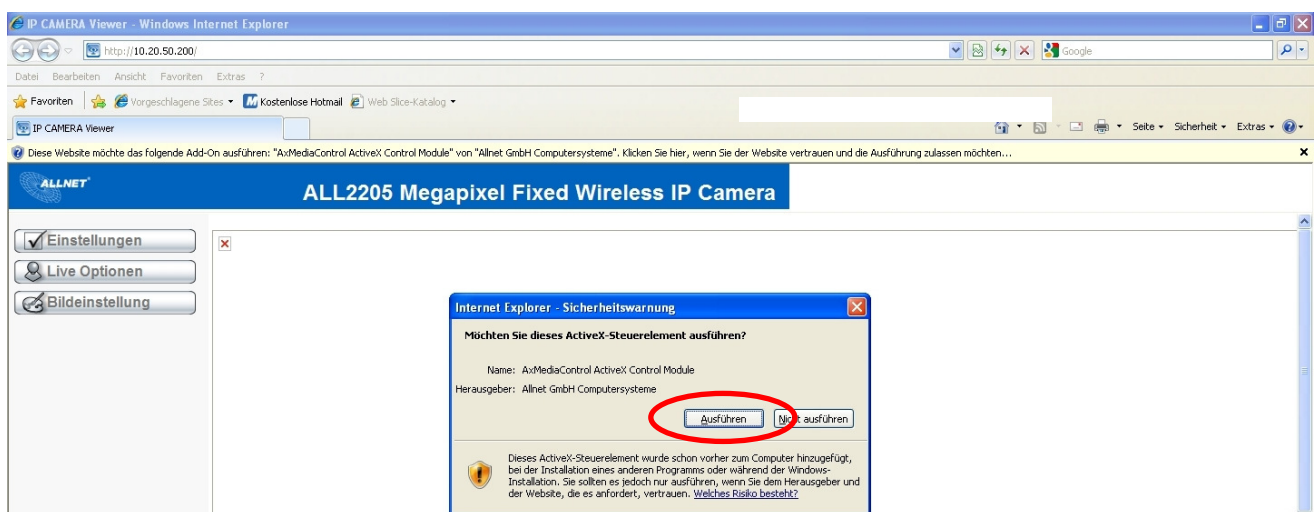 IP CAMERA Viewer - Windows Internet Explorer
http://10.20.50.200/
Google
Datei Bearbeiten Ansicht Favoriten Extras ?
Favoriten Vorgeschlagene Sites Kostenlose Hotmail Web Slice-Katalog
IP CAMERA Viewer
Seite Sicherheit Extras
Diese Website möchte das folgende Add-On ausführen: "AxMediaControl ActiveX Control Module" von "Allnet GmbH Computersysteme". Klicken Sie hier, wenn Sie der Website vertrauen und die Ausführung zulassen möchten...
ALLNET
ALL2205 Megapixel Fixed Wireless IP Camera
Einstellungen
Live Optionen
Bildeinstellung
Internet Explorer - Sicherheitswarnung
Möchten Sie dieses ActiveX-Steuerelement ausführen?
Name: AxMediaControl ActiveX Control Module
Herausgeber: Allnet GmbH Computersysteme
Ausführen Nicht ausführen
Dieses ActiveX-Steuerelement wurde schon vorher zum Computer hinzugefügt,
bei der Installation eines anderen Programms oder während der Windows-
Installation. Sie sollten es jedoch nur ausführen, wenn Sie dem Herausgeber und
der Website, die es anfordert, vertrauen. Welches Risiko besteht?